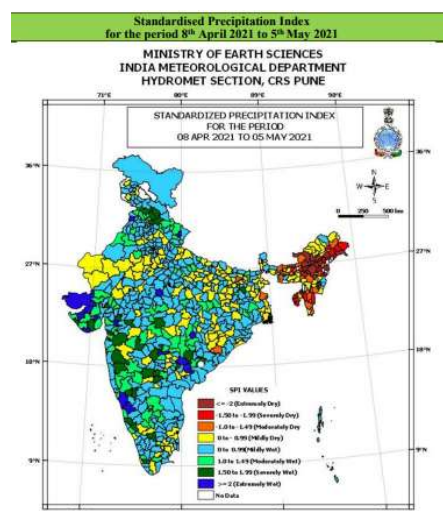 Standardised Precipitation Index
for the period 8th April 2021 to 5th May 2021
MINISTRY OF EARTH SCIENCES
INDIA METEOROLOGICAL DEPARTMENT
HYDROMET SECTION, CRS PUNE
71°E 80°E 89°E 98°E
STANDARDIZED PRECIPITATION INDEX
FOR THE PERIOD
08 APR 2021 TO 05 MAY 2021
N
W E
S
0 250 500 km
36°N 36°N
27°N 27°N
18°N 18°N
9°N 9°N
SPI VALUES
<= -2 (Extremely Dry)
-1.50 to -1.99 (Severely Dry)
-1.0 to -1.49 (Moderately Dry)
0 to -0.99 (Mildly Dry)
0 to 0.99(Mildly Wet)
1.0 to 1.49 (Moderately Wet)
1.50 to 1.99 (Severely Wet)
>= 2 (Extremely Wet)
No Data